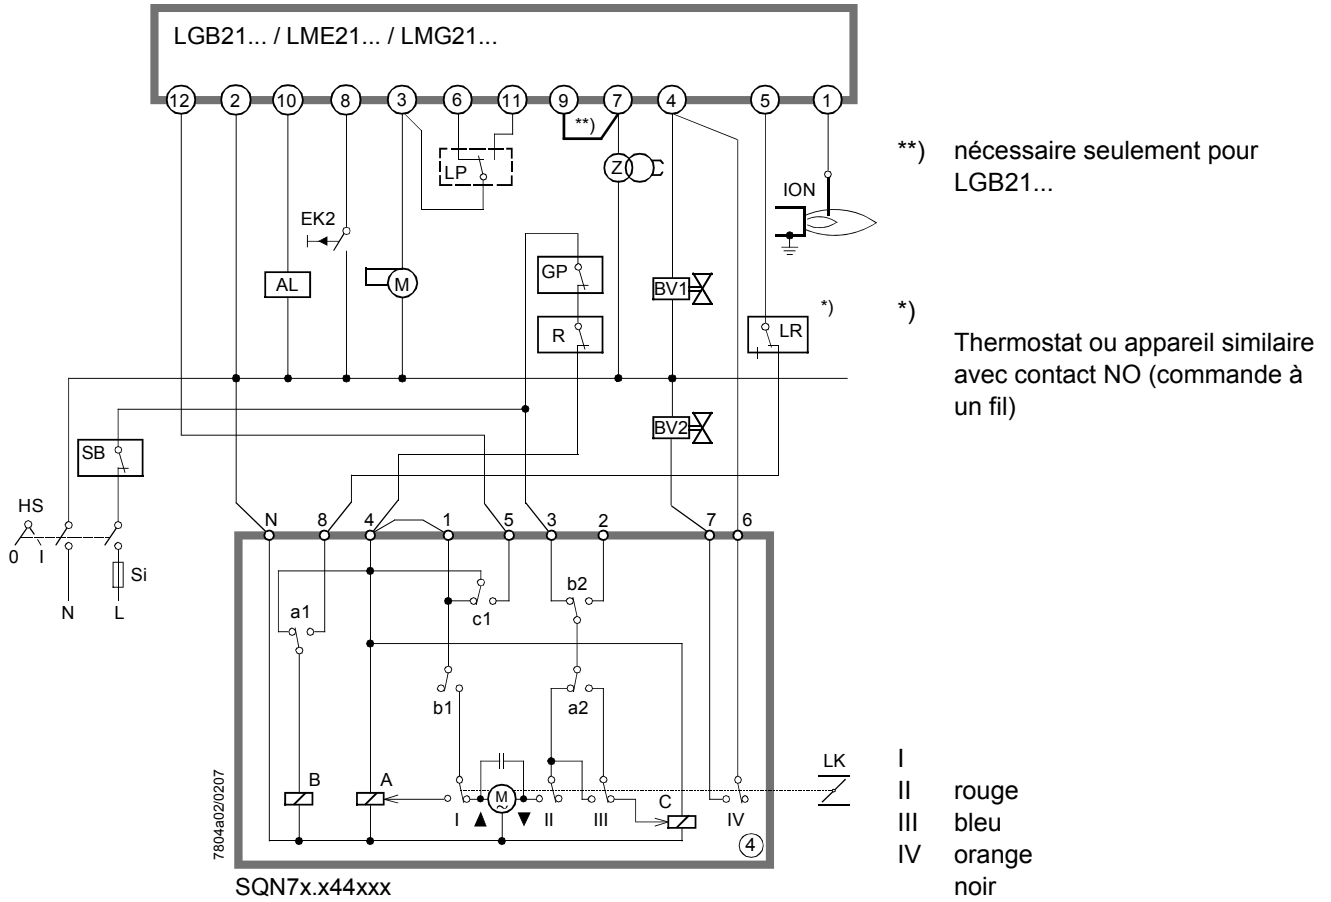 LGB21... / LME21... / LMG21...
12 2 10 8 3 6 11 9 7 4 5 1
**)
LP
Z
ION
**) nécessaire seulement pour
LGB21...
EK2
AL
M
GP
R
BV1
LR
*)
*)
Thermostat ou appareil similaire
avec contact NO (commande à
un fil)
BV2
SB
HS
0 I
Si
N L
N 8 4 1 5 3 2 7 6
a1
c1
b2
b1
a2
B
A
M
~
C
I II III IV
LK
4
7804a02/0207
SQN7x.x44xxx
I
II rouge
III bleu
IV orange
noir